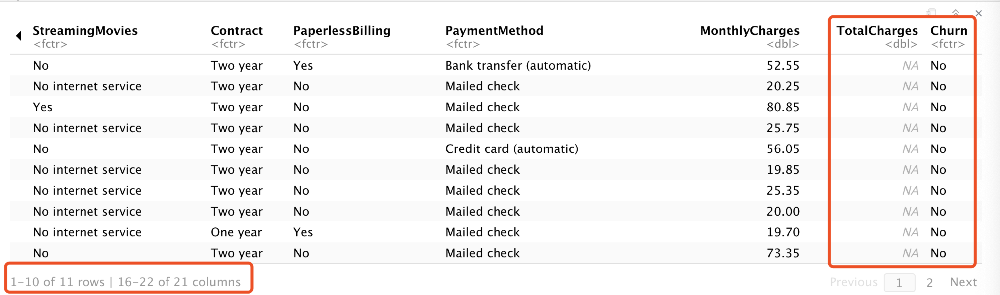 StreamingMovies Contract PaperlessBilling PaymentMethod MonthlyCharges TotalCharges Churn
<fctr> <fctr> <fctr> <fctr> <dbl> <dbl> <fctr>
No Two year Yes Bank transfer (automatic) 52.55 NA No
No internet service Two year No Mailed check 20.25 NA No
Yes Two year No Mailed check 80.85 NA No
No internet service Two year No Mailed check 25.75 NA No
No Two year No Credit card (automatic) 56.05 NA No
No internet service Two year No Mailed check 19.85 NA No
No internet service Two year No Mailed check 25.35 NA No
No internet service Two year No Mailed check 20.00 NA No
No internet service One year Yes Mailed check 19.70 NA No
No Two year No Mailed check 73.35 NA No
1-10 of 11 rows | 16-22 of 21 columns Previous 1 2 Next